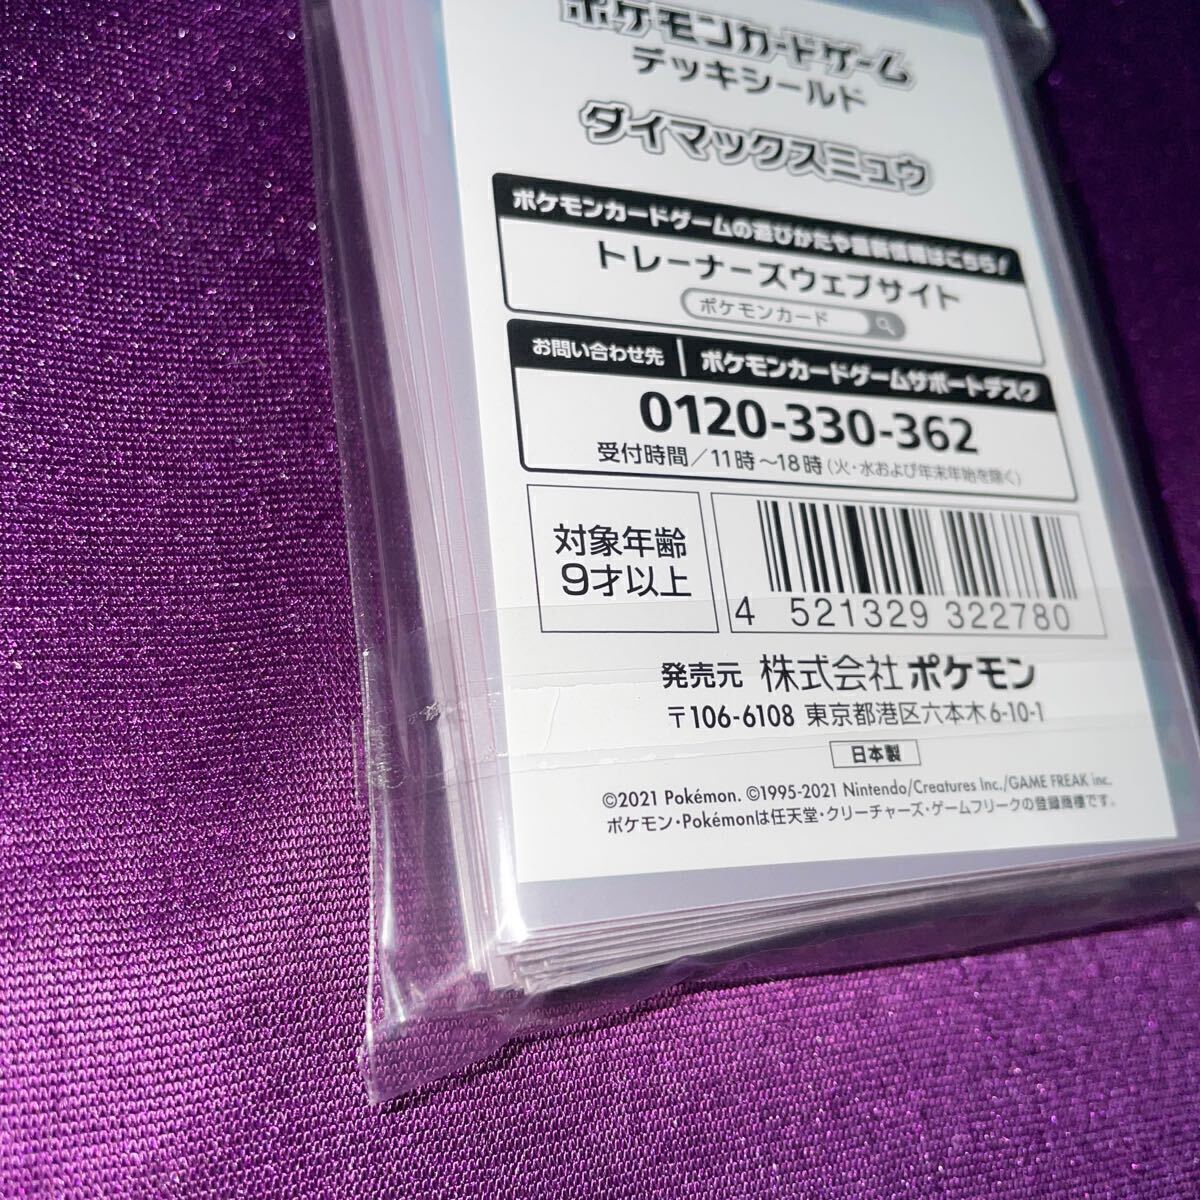 ポケモンカードゲーム
デッキシールド
ダイマックスミュウ
ポケモンカードゲームの遊びかたや最新情報はこちら!
トレーナーズウェブサイト
ポケモンカード
お問い合わせ先 | ポケモンカードゲームサポートデスク
0120-330-362
受付時間/11時～18時(火・水および年末年始を除く)
対象年齢
9才以上
4 521329 322780
発売元 株式会社 ポケモン
〒106-6108 東京都港区六本木6-10-1
日本製
©2021 Pokémon. ©1995-2021 Nintendo/Creatures Inc./GAME FREAK inc.
ポケモン・Pokémonは任天堂・クリーチャーズ・ゲームフリークの登録商標です。